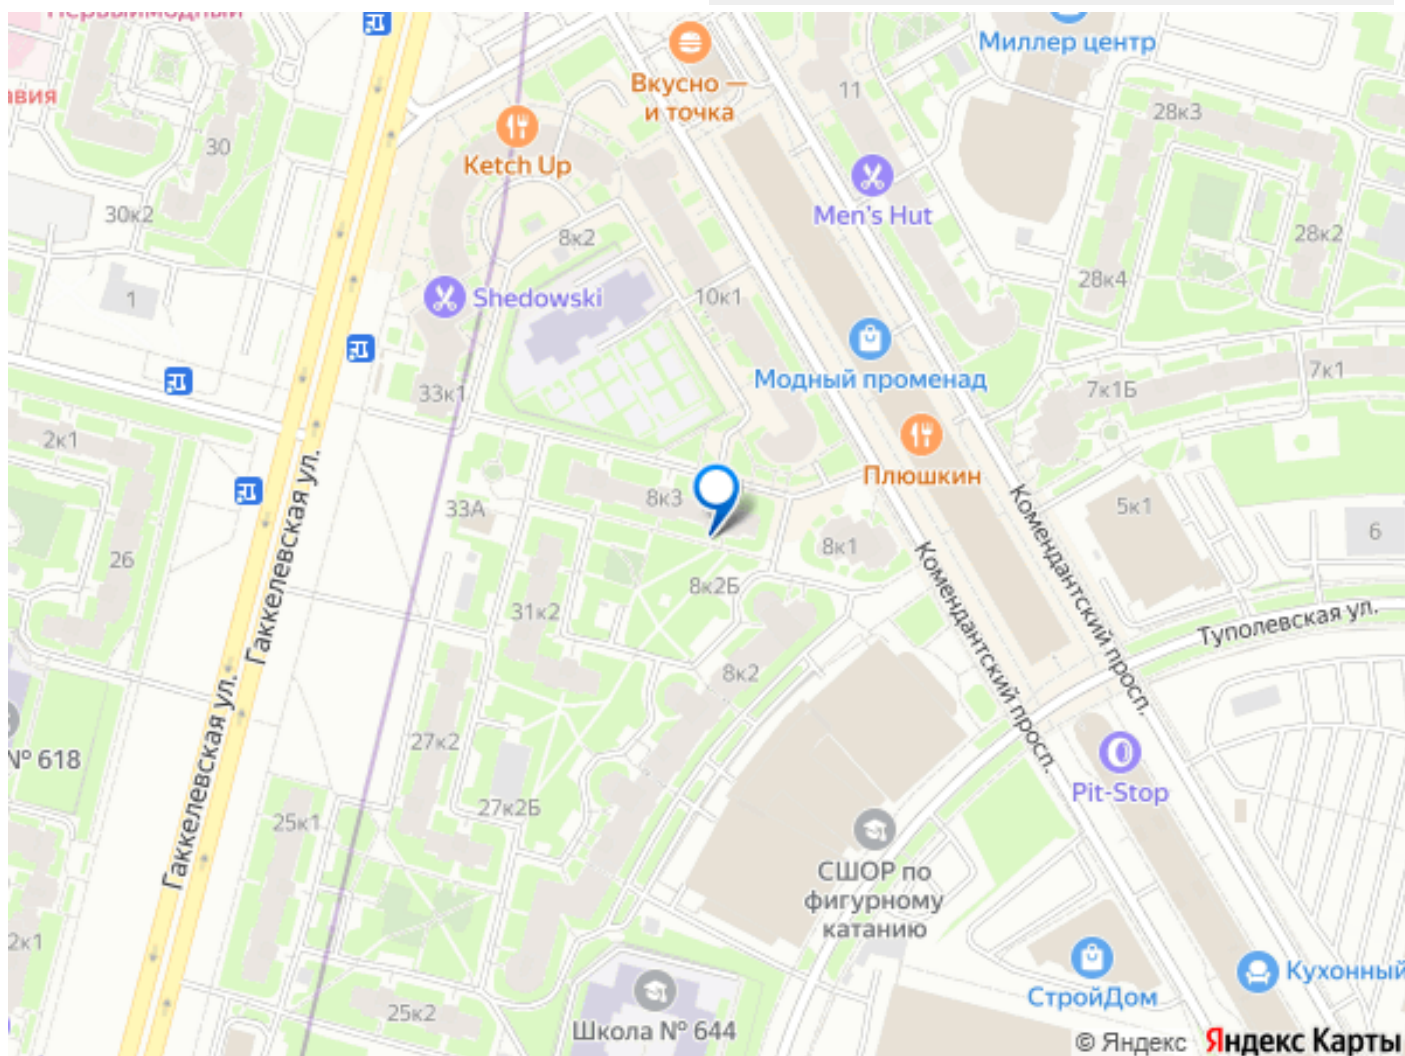 Первыймодный
авия
30
30к2
1
2к1
26
Гаккелевская ул.
Гаккелевская ул.
№ 618
2к1
Ketch Up
Вкусно —
и точка
11
Миллер центр
28к3
Men's Hut
28к2
28к4
8к2
Shedowski
10к1
33к1
Модный променад
7к1Б
7к1
Плюшкин
8к3
33А
8к1
5к1
6
Комендантский просп.
Комендантский просп.
Туполевская ул.
8к2Б
31к2
8к2
27к2
27к2Б
25к1
25к2
Pit-Stop
СШОР по
фигурному
катанию
Школа № 644
СтройДом
Кухонный
© Яндекс Яндекс Карты